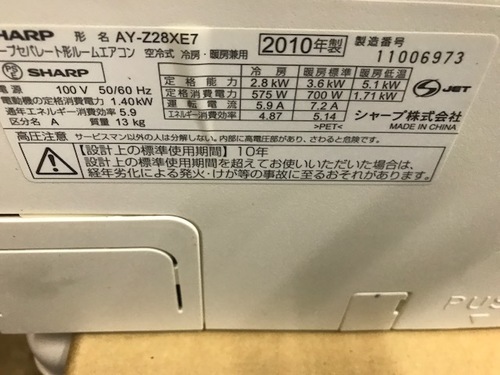 SHARP 形名 AY-Z28XE7 2010年製 製造番号
セパレート形ルームエアコン 空冷式 冷房・暖房兼用 11006973
SHARP 冷房 暖房標準 暖房低温
定格能力 2.8 kW 3.6 kW 5.1 kW
100 V 50/60 Hz 定格消費電力 575 W 700 W 1.71 kW JET
電動機の定格消費電力 1.40 kW 運転電流 5.9 A 7.2 A
通年エネルギー消費効率 5.9 エネルギー消費効率 4.87 5.14 シャープ株式会社
区分名 A 13 kg >PET< MADE IN CHINA
高圧注意 サービスマン以外の人は分解しない。内部に高電圧部があり、さわると危険です。
【設計上の標準使用期間】10年
設計上の標準使用期間を超えてお使いいただいた場合は、
経年劣化による発火・けが等の事故に至るおそれがあります。
PUS